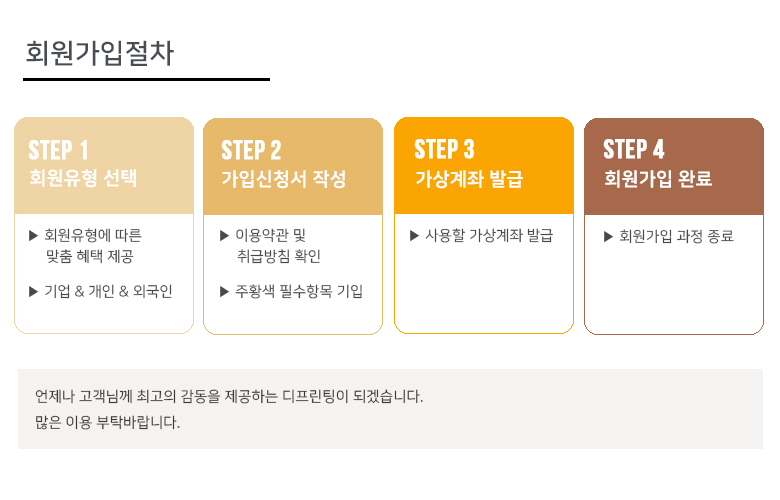 회원가입절차
STEP 1
회원유형 선택
▶ 회원유형에 따른
맞춤 혜택 제공
▶ 기업 & 개인 & 외국인
STEP 2
가입신청서 작성
▶ 이용약관 및
취급방침 확인
▶ 주황색 필수항목 기입
STEP 3
가상계좌 발급
▶ 사용할 가상계좌 발급
STEP 4
회원가입 완료
▶ 회원가입 과정 종료
언제나 고객님께 최고의 감동을 제공하는 디프린팅이 되겠습니다.
많은 이용 부탁바랍니다.